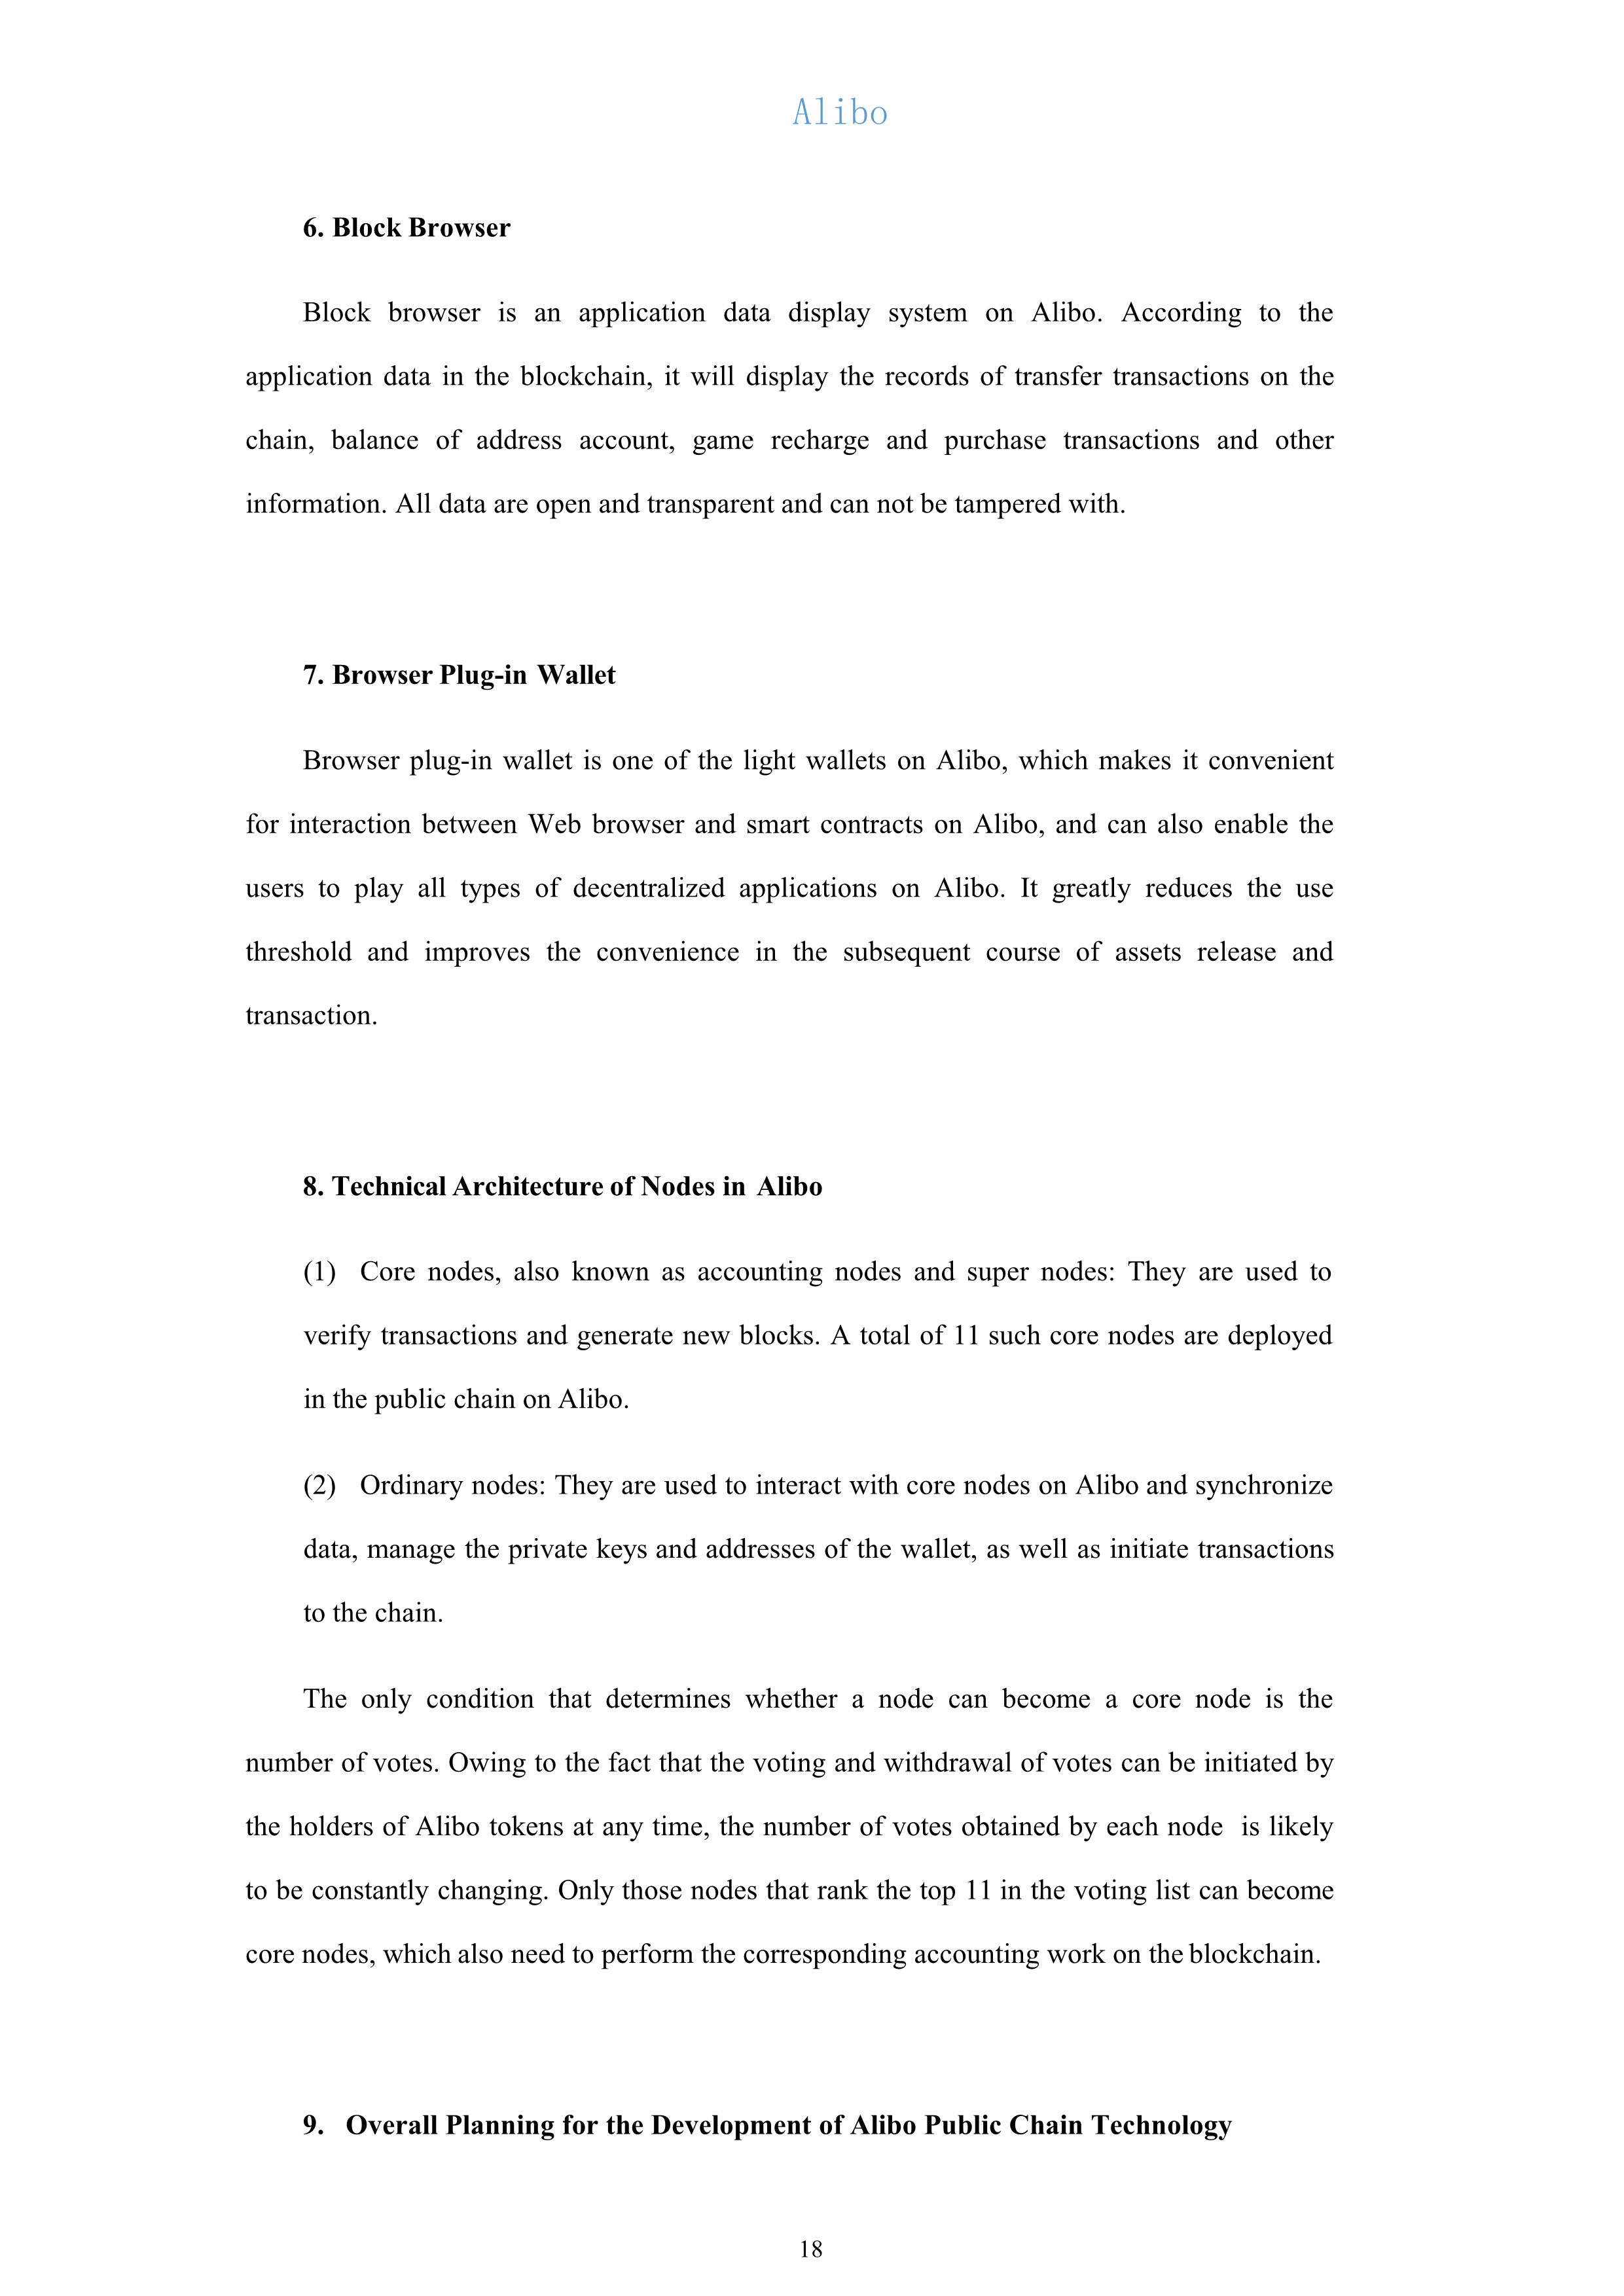 Alibo
6. Block Browser
Block browser is an application data display system on Alibo. According to the
application data in the blockchain, it will display the records of transfer transactions on the
chain, balance of address account, game recharge and purchase transactions and other
information. All data are open and transparent and can not be tampered with.
7. Browser Plug-in Wallet
Browser plug-in wallet is one of the light wallets on Alibo, which makes it convenient
for interaction between Web browser and smart contracts on Alibo, and can also enable the
users to play all types of decentralized applications on Alibo. It greatly reduces the use
threshold and improves the convenience in the subsequent course of assets release and
transaction.
8. Technical Architecture of Nodes in Alibo
(1) Core nodes, also known as accounting nodes and super nodes: They are used to
verify transactions and generate new blocks. A total of 11 such core nodes are deployed
in the public chain on Alibo.
(2) Ordinary nodes: They are used to interact with core nodes on Alibo and synchronize
data, manage the private keys and addresses of the wallet, as well as initiate transactions
to the chain.
The only condition that determines whether a node can become a core node is the
number of votes. Owing to the fact that the voting and withdrawal of votes can be initiated by
the holders of Alibo tokens at any time, the number of votes obtained by each node is likely
to be constantly changing. Only those nodes that rank the top 11 in the voting list can become
core nodes, which also need to perform the corresponding accounting work on the blockchain.
9. Overall Planning for the Development of Alibo Public Chain Technology
18